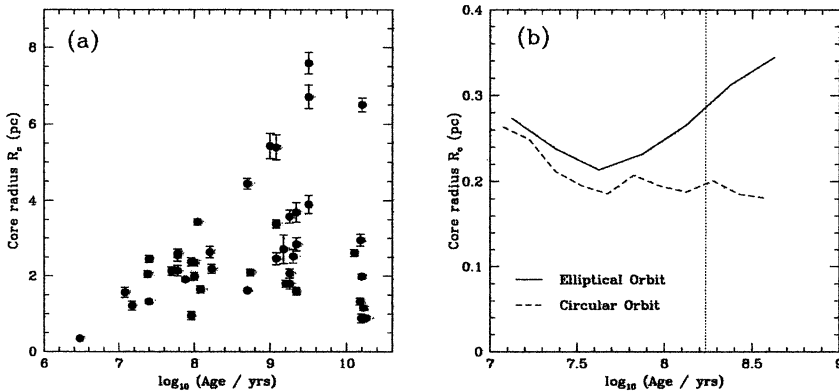 (a)
Core radius R_c (pc)
8
6
4
2
0
6
7
8
9
10
log₁₀ (Age / yrs)
(b)
Core radius R_c (pc)
0.4
0.3
0.2
0.1
0
7
7.5
8
8.5
9
Elliptical Orbit
Circular Orbit
log₁₀ (Age / yrs)